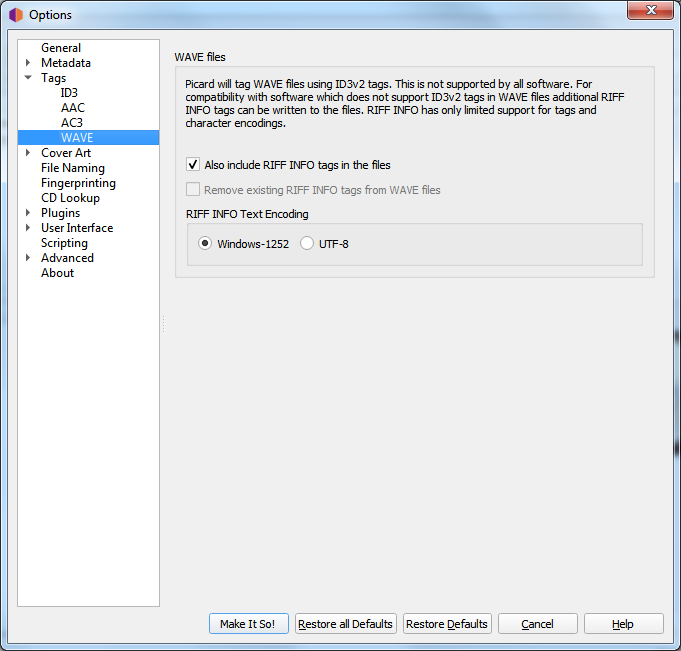 Options
General
Metadata
Tags
ID3
AAC
AC3
WAVE
Cover Art
File Naming
Fingerprinting
CD Lookup
Plugins
User Interface
Scripting
Advanced
About
WAVE files
Picard will tag WAVE files using ID3v2 tags. This is not supported by all software. For
compatibility with software which does not support ID3v2 tags in WAVE files additional RIFF
INFO tags can be written to the files. RIFF INFO has only limited support for tags and
character encodings.
Also include RIFF INFO tags in the files
Remove existing RIFF INFO tags from WAVE files
RIFF INFO Text Encoding
Windows-1252 UTF-8
Make It So! Restore all Defaults Restore Defaults Cancel Help